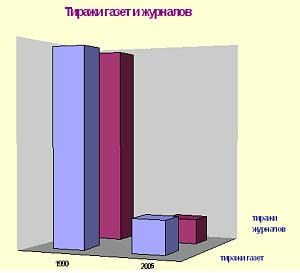 Тиражи газет и журналов
тиражи
журналов
тиражи газет
1990
2005